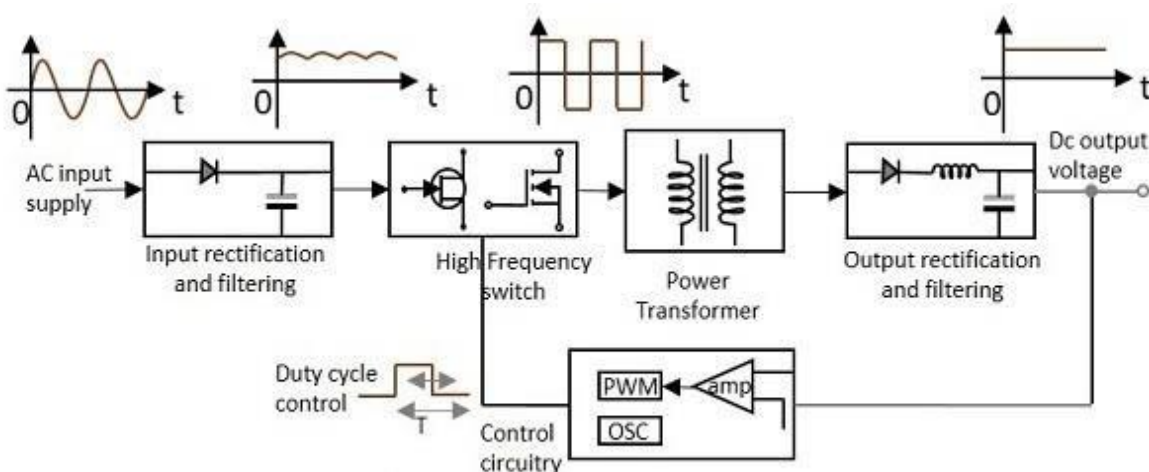 0
t
0
t
0
t
0
t
AC input
supply
Input rectification
and filtering
High Frequency
switch
Power
Transformer
Output rectification
and filtering
Dc output
voltage
Duty cycle
control
T
Control
circuitry
PWM
amp
OSC